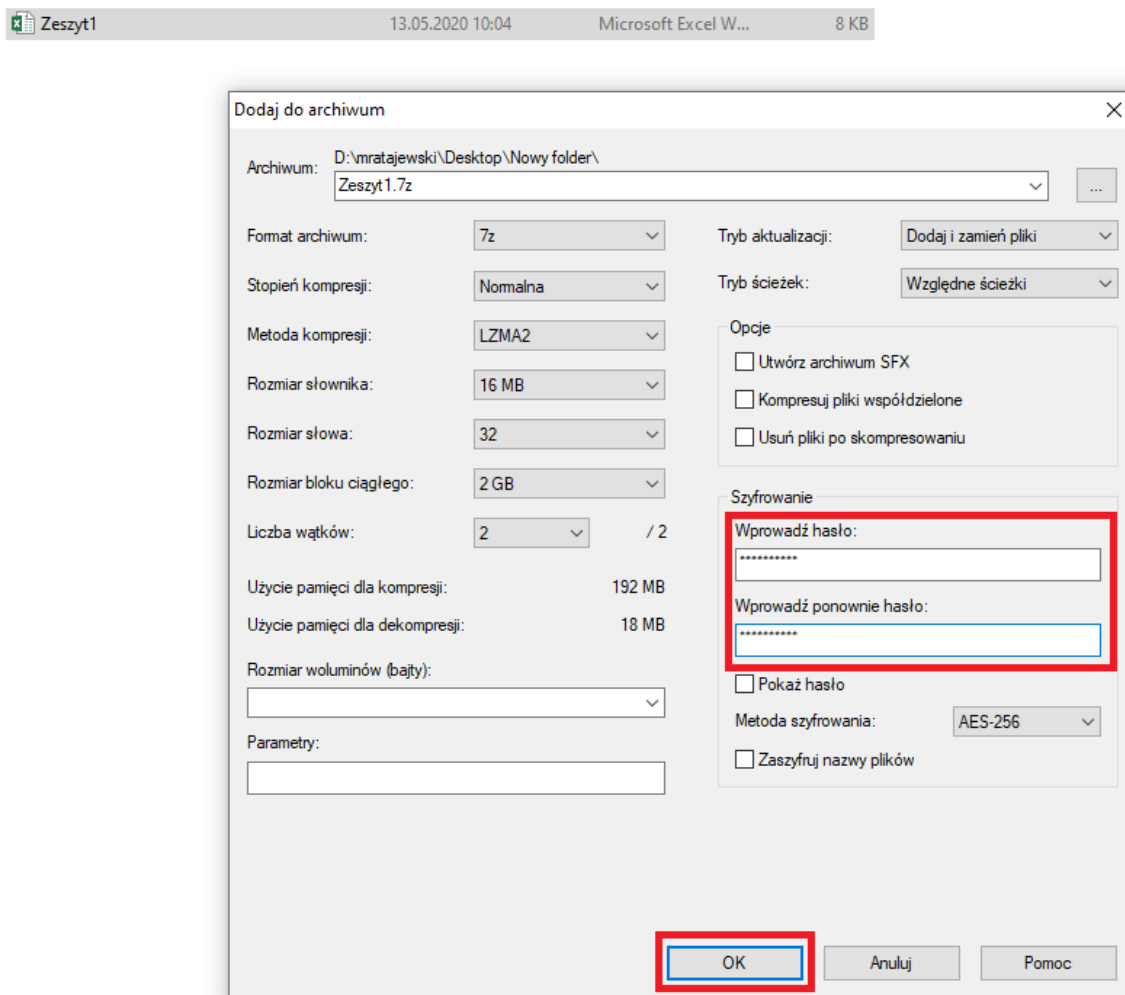 Zeszyt1 13.05.2020 10:04 Microsoft Excel W... 8 KB
Dodaj do archiwum
Archiwum: D:\mratajewski\Desktop\Nowy folder\
Zeszyt1.7z ...
Format archiwum: 7z
Stopień kompresji: Normalna
Metoda kompresji: LZMA2
Rozmiar słownika: 16 MB
Rozmiar słowa: 32
Rozmiar bloku ciągłego: 2 GB
Liczba wątków: 2 / 2
Użycie pamięci dla kompresji: 192 MB
Użycie pamięci dla dekompresji: 18 MB
Rozmiar woluminów (bajty):
Parametry:
Tryb aktualizacji: Dodaj i zamień pliki
Tryb ścieżek: Względne ścieżki
Opcje
Utwórz archiwum SFX
Kompresuj pliki współdzielone
Usuń pliki po skompresowaniu
Szyfrowanie
Wprowadź hasło:
**********
Wprowadź ponownie hasło:
**********
Pokaż hasło
Metoda szyfrowania: AES-256
Zaszyfruj nazwy plików
OK Anuluj Pomoc